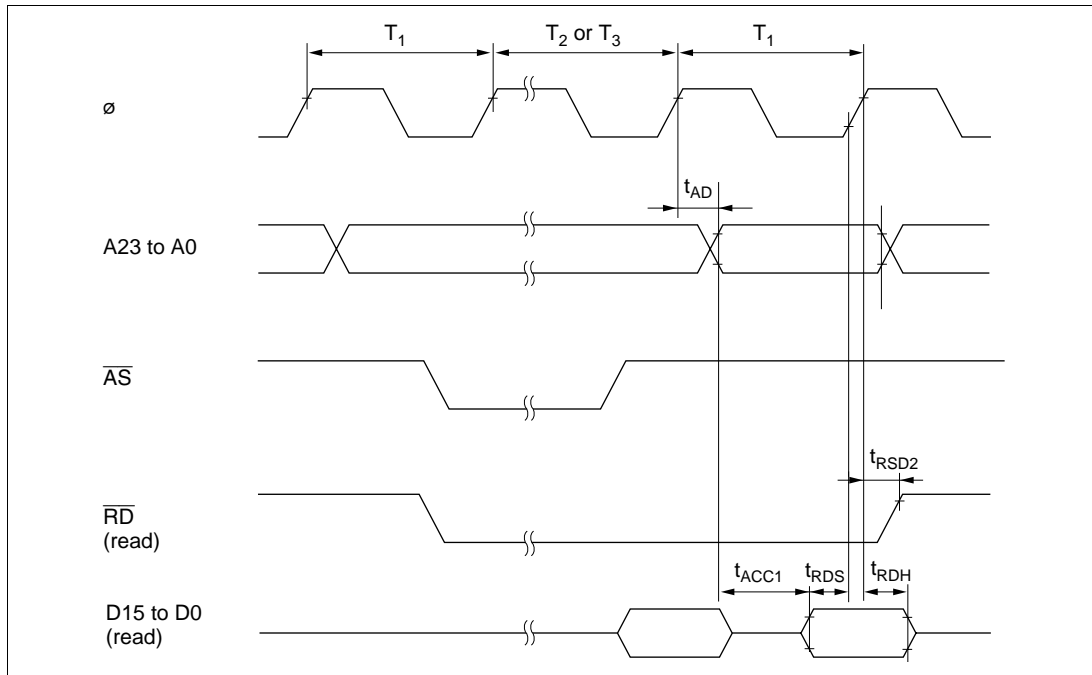 T1
T2 or T3
T1
ø
tAD
A23 to A0
AS
tRSD2
RD
(read)
tACC1
tRDS
tRDH
D15 to D0
(read)